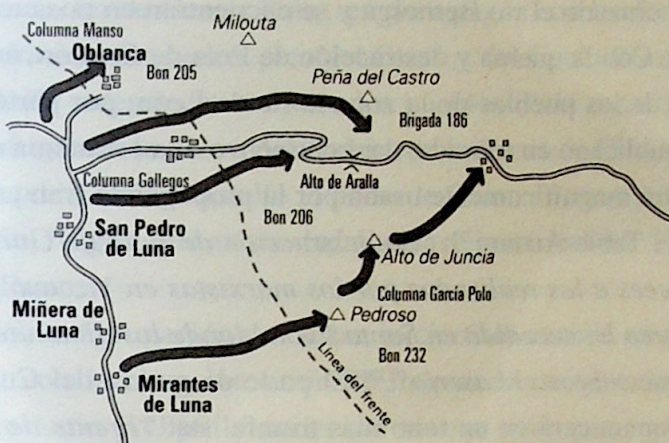 Columna Manso
Milouta
Oblanca
Bon 205
Peña del Castro
Brigada 186
Columna Gallegos
Alto de Aralla
Bon 206
San Pedro
de Luna
Alto de Juncia
Columna García Polo
Miñera de
Luna
Pedroso
Línea del frente
Bon 232
Mirantes
de Luna